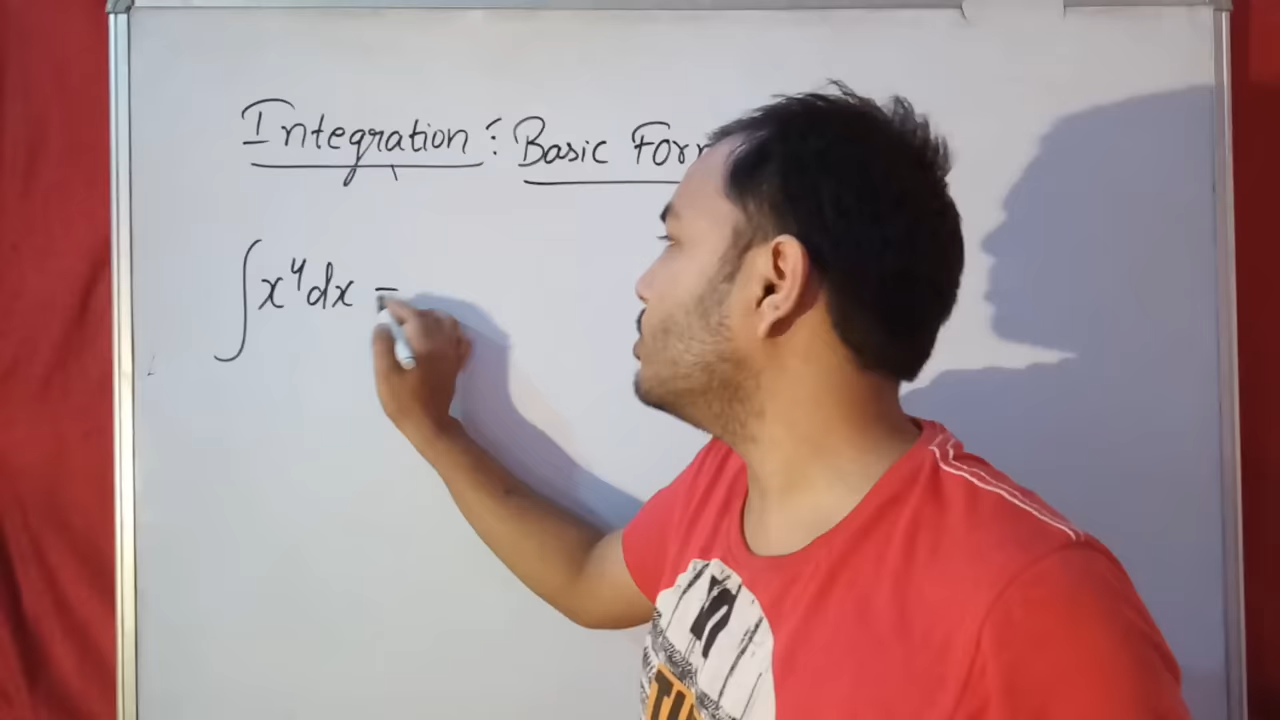 Integration : Basic For
∫x⁴dx =